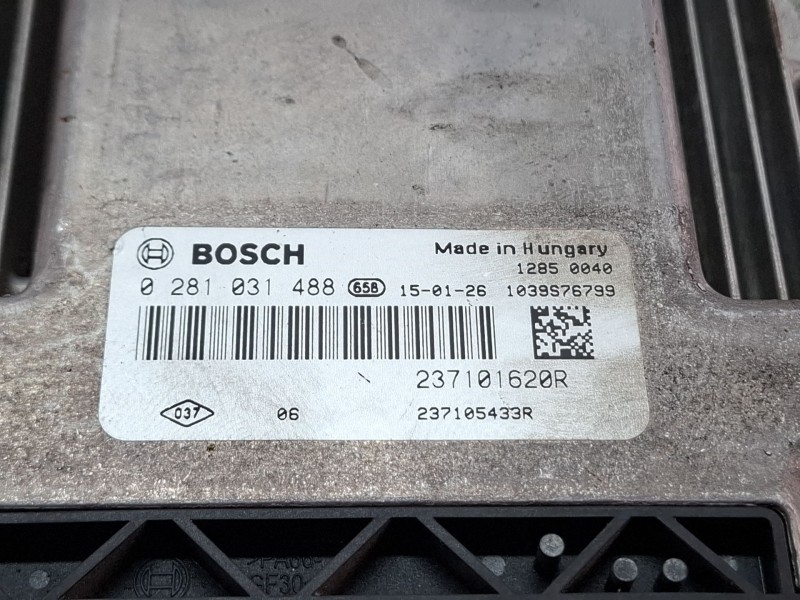 BOSCH
Made in Hungary
1285 0040
0 281 031 488 658 15-01-26 1039S76799
237101620R
037 06 237105433R